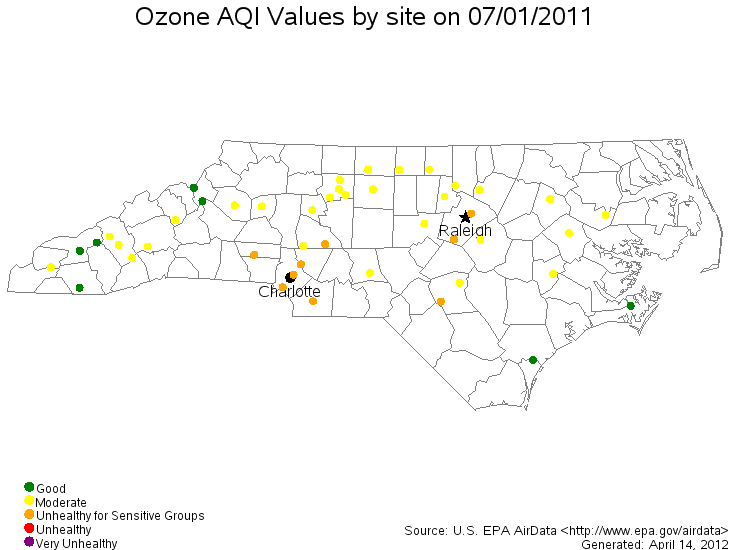 Ozone AQI Values by site on 07/01/2011
Raleigh
Charlotte
Good
Moderate
Unhealthy for Sensitive Groups
Unhealthy
Very Unhealthy
Source: U.S. EPA AirData <http://www.epa.gov/airdata>
Generated: April 14, 2012